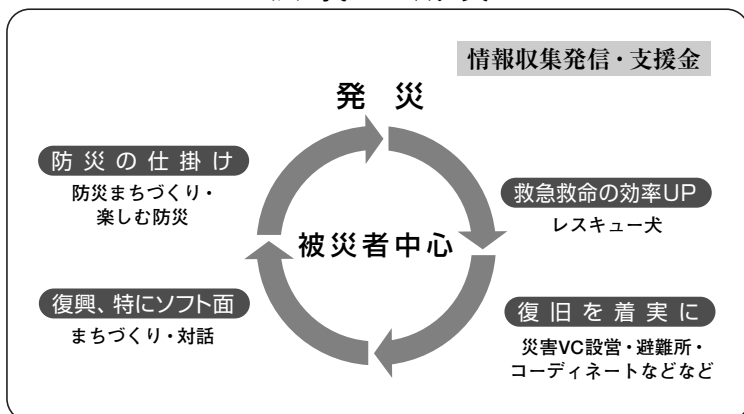 情報収集発信・支援金
発 災
防災の仕掛け
防災まちづくり・
楽しむ防災
救急救命の効率UP
レスキュー犬
被災者中心
復興、特にソフト面
まちづくり・対話
復旧を着実に
災害VC設営・避難所・
コーディネートなどなど